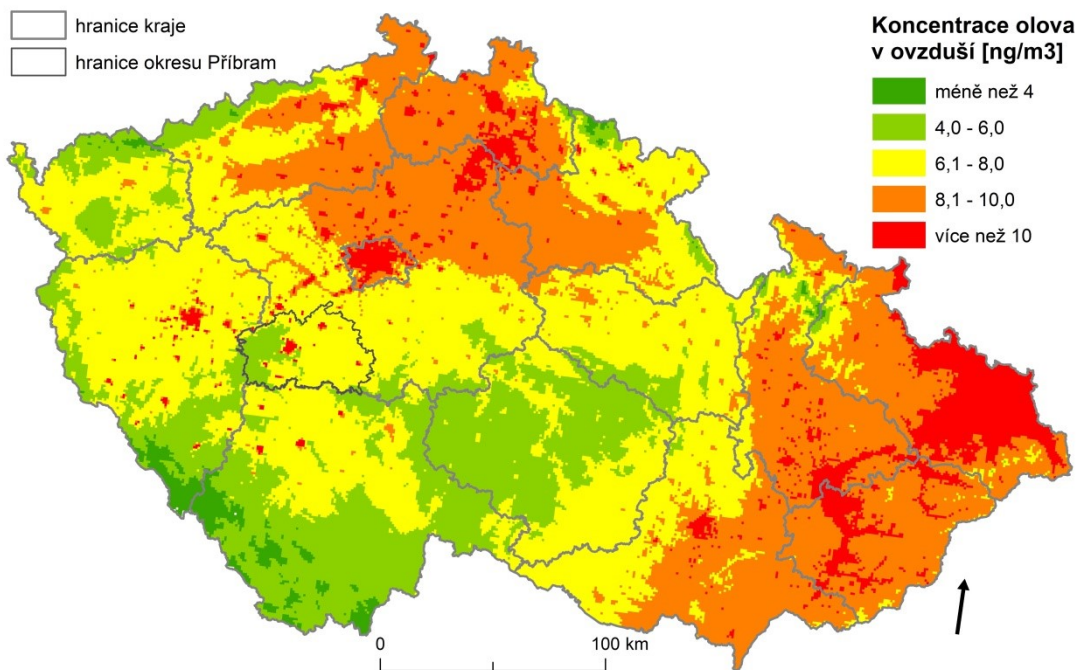 hranice kraje
hranice okresu Příbram
Koncentrace olova
v ovzduší [ng/m3]
méně než 4
4,0 - 6,0
6,1 - 8,0
8,1 - 10,0
více než 10
0
100 km